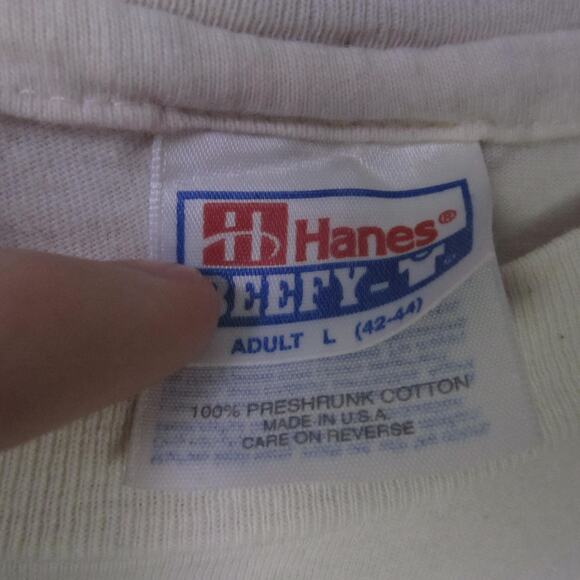 Hanes®
BEEFY-T
ADULT L (42-44)
100% PRESHRUNK COTTON
MADE IN U.S.A.
CARE ON REVERSE